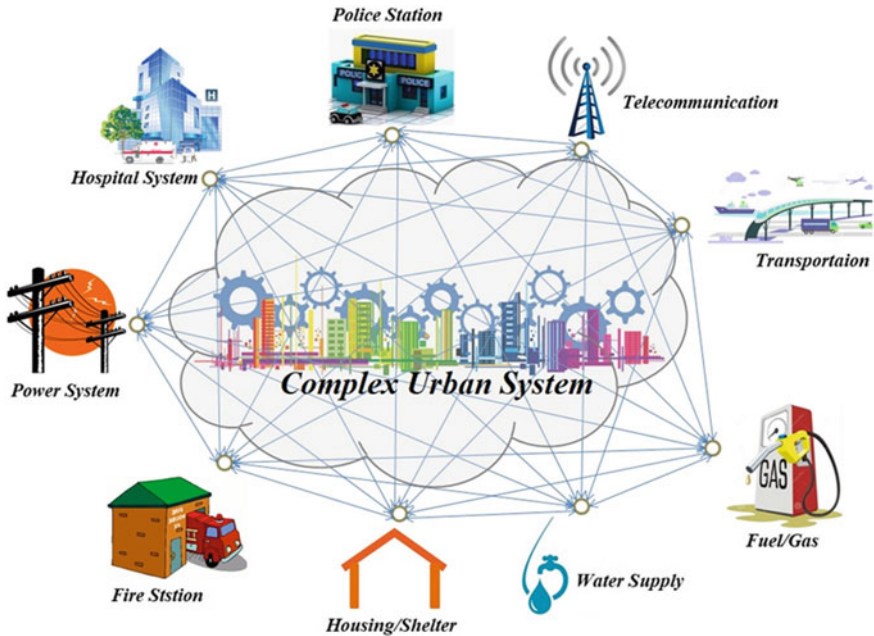 Police Station
Telecommunication
H
POLICE
POLICE
Hospital System
Transportaion
Power System
Complex Urban System
GAS
Fuel/Gas
Fire Ststion
Water Supply
Housing/Shelter